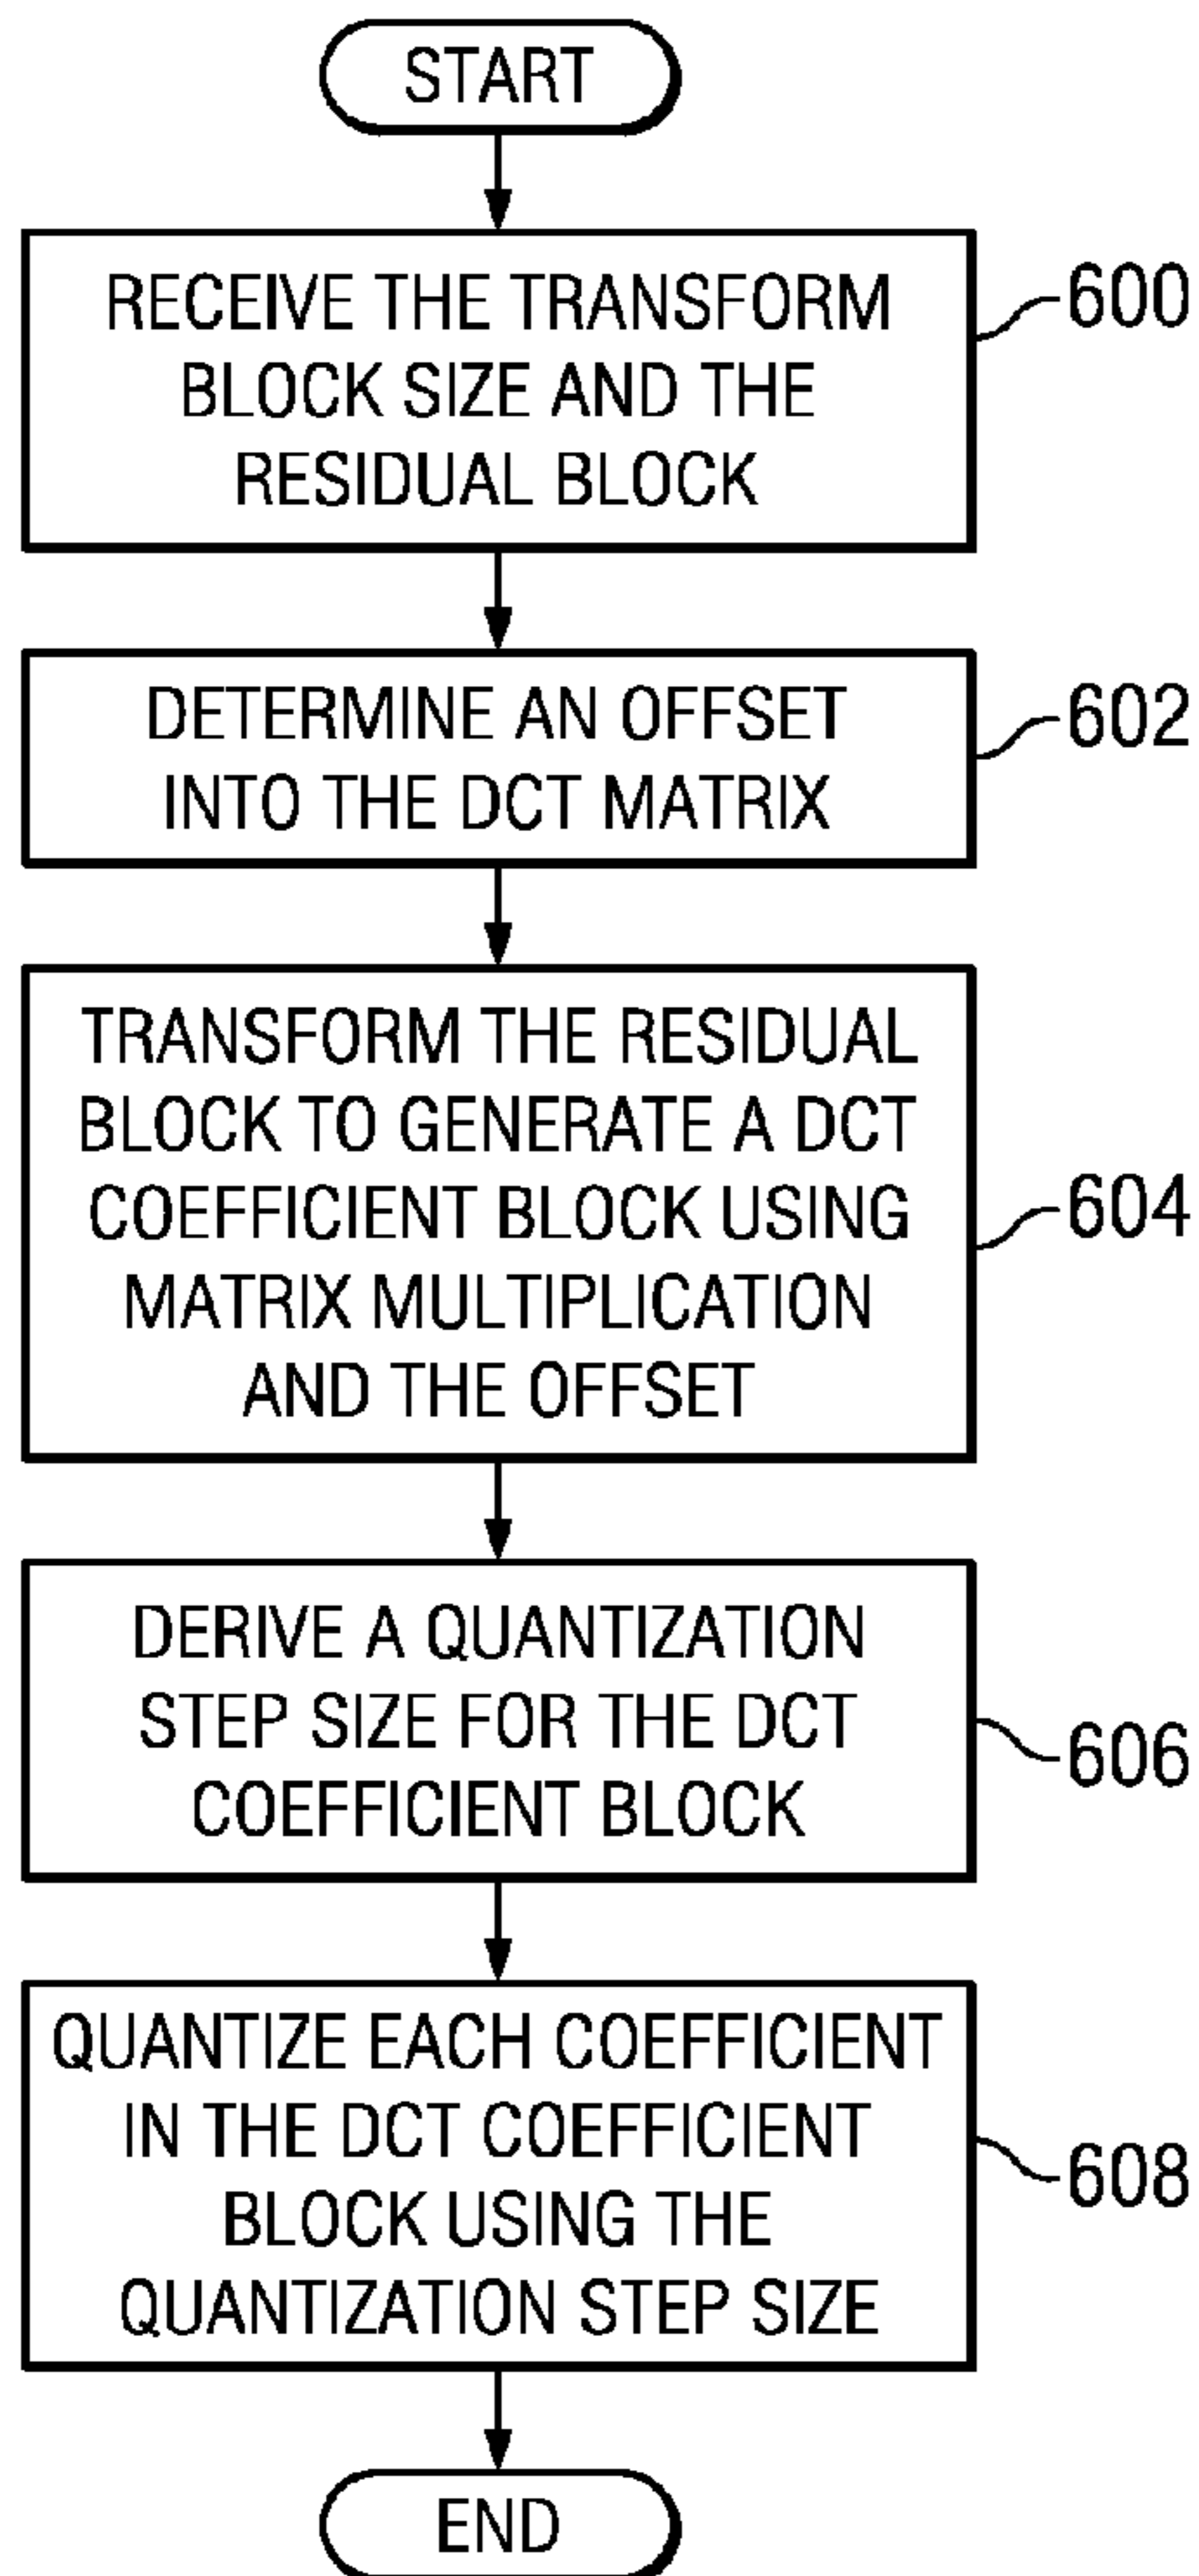 START
RECEIVE THE TRANSFORM
BLOCK SIZE AND THE
RESIDUAL BLOCK
600
DETERMINE AN OFFSET
INTO THE DCT MATRIX
602
TRANSFORM THE RESIDUAL
BLOCK TO GENERATE A DCT
COEFFICIENT BLOCK USING
MATRIX MULTIPLICATION
AND THE OFFSET
604
DERIVE A QUANTIZATION
STEP SIZE FOR THE DCT
COEFFICIENT BLOCK
606
QUANTIZE EACH COEFFICIENT
IN THE DCT COEFFICIENT
BLOCK USING THE
QUANTIZATION STEP SIZE
608
END